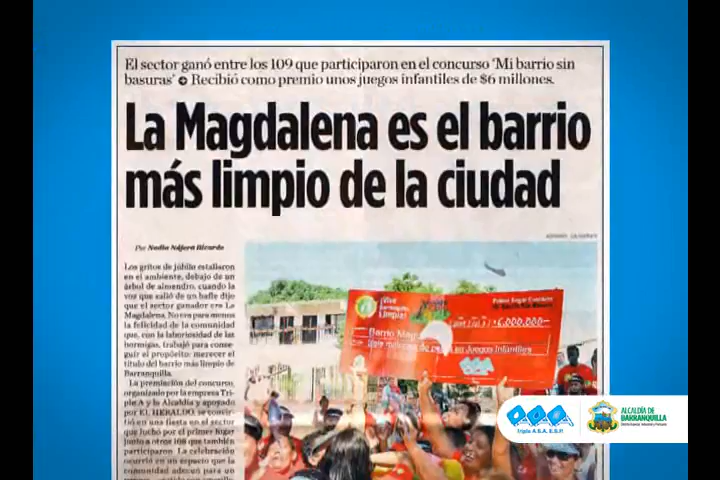 El sector ganó entre los 109 que participaron en el concurso 'Mi barrio sin
basuras' Recibió como premio unos juegos infantiles de $6 millones.
La Magdalena es el barrio
más limpio de la ciudad
Por Nadia Nájera Ricardo
Los gritos de júbilo estallaron
en el ambiente, debajo de un
árbol de almendro, cuando la
voz que salió de un bafle dijo
que el sector ganador era La
Magdalena. No era para menos
la felicidad de la comunidad
que, con la laboriosidad de las
hormigas, trabajó para conse-
guir el propósito: merecer el
título del barrio más limpio de
Barranquilla.
La premiación del concurso,
organizado por la empresa Triple
A y la Alcaldía y apoyado
por EL HERALDO, se convir-
tió en una fiesta en el sector
que luchó por el primer lugar
junto a otros 108 que también
participaron. La celebración
ocurrió en un espacio que la
comunidad adecuó para un
¡Vive
Barranquilla
Limpia!
6.000.000
Barrio
en Juegos Infantiles
Triple A S.A. E.S.P.
ALCALDÍA DE
BARRANQUILLA